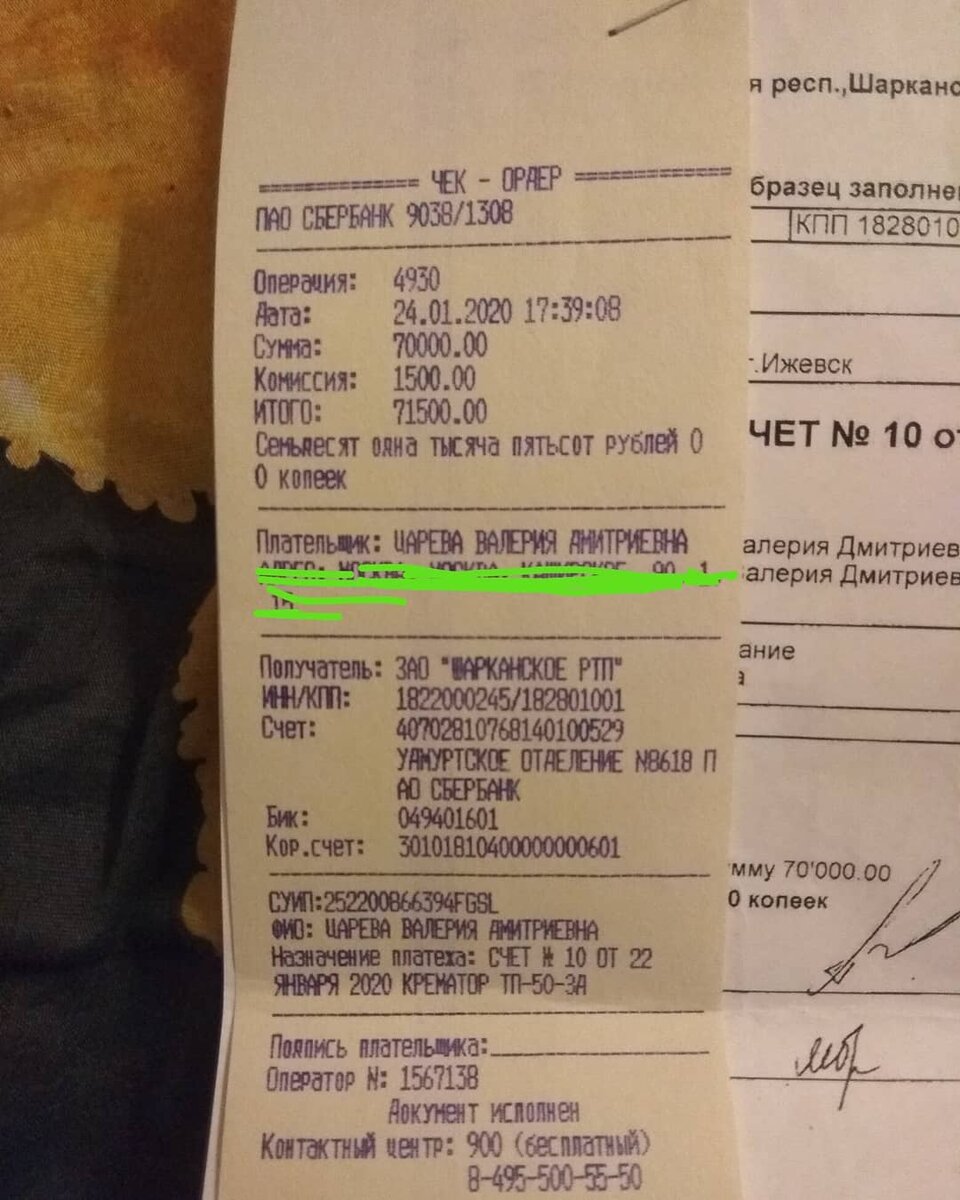 ============= ЧЕК - ОРДЕР =============
ПАО СБЕРБАНК 9038/1308
Операция: 4930
Дата: 24.01.2020 17:39:08
Сумма: 70000.00
Комиссия: 1500.00
ИТОГО: 71500.00
Семьдесят одна тысяча пятьсот рублей 0
0 копеек
Плательщик: ЦАРЕВА ВАЛЕРИЯ ДМИТРИЕВНА
Получатель: ЗАО "ШАРКАНСКОЕ РТП"
ИНН/КПП: 1822000245/182801001
Счет: 40702810768140100529
УДМУРТСКОЕ ОТДЕЛЕНИЕ N8618 П
АО СБЕРБАНК
Бик: 049401601
Кор.счет: 30101810400000000601
СУИП:252200866394FGSL
ФИО: ЦАРЕВА ВАЛЕРИЯ ДМИТРИЕВНА
Назначение платежа: СЧЕТ № 10 ОТ 22
ЯНВАРЯ 2020 КРЕМАТОР ТП-50-ЗА
Подпись плательщика:
Оператор N: 1567138
Документ исполнен
Контактный центр: 900 (бесплатный)
8-495-500-55-50
я респ.,Шаркано
бразец заполне
КПП 1828010
г.Ижевск
ЧЕТ № 10 от
алерия Дмитриев
алерия Дмитриев
ание
а
мму 70'000.00
0 копеек